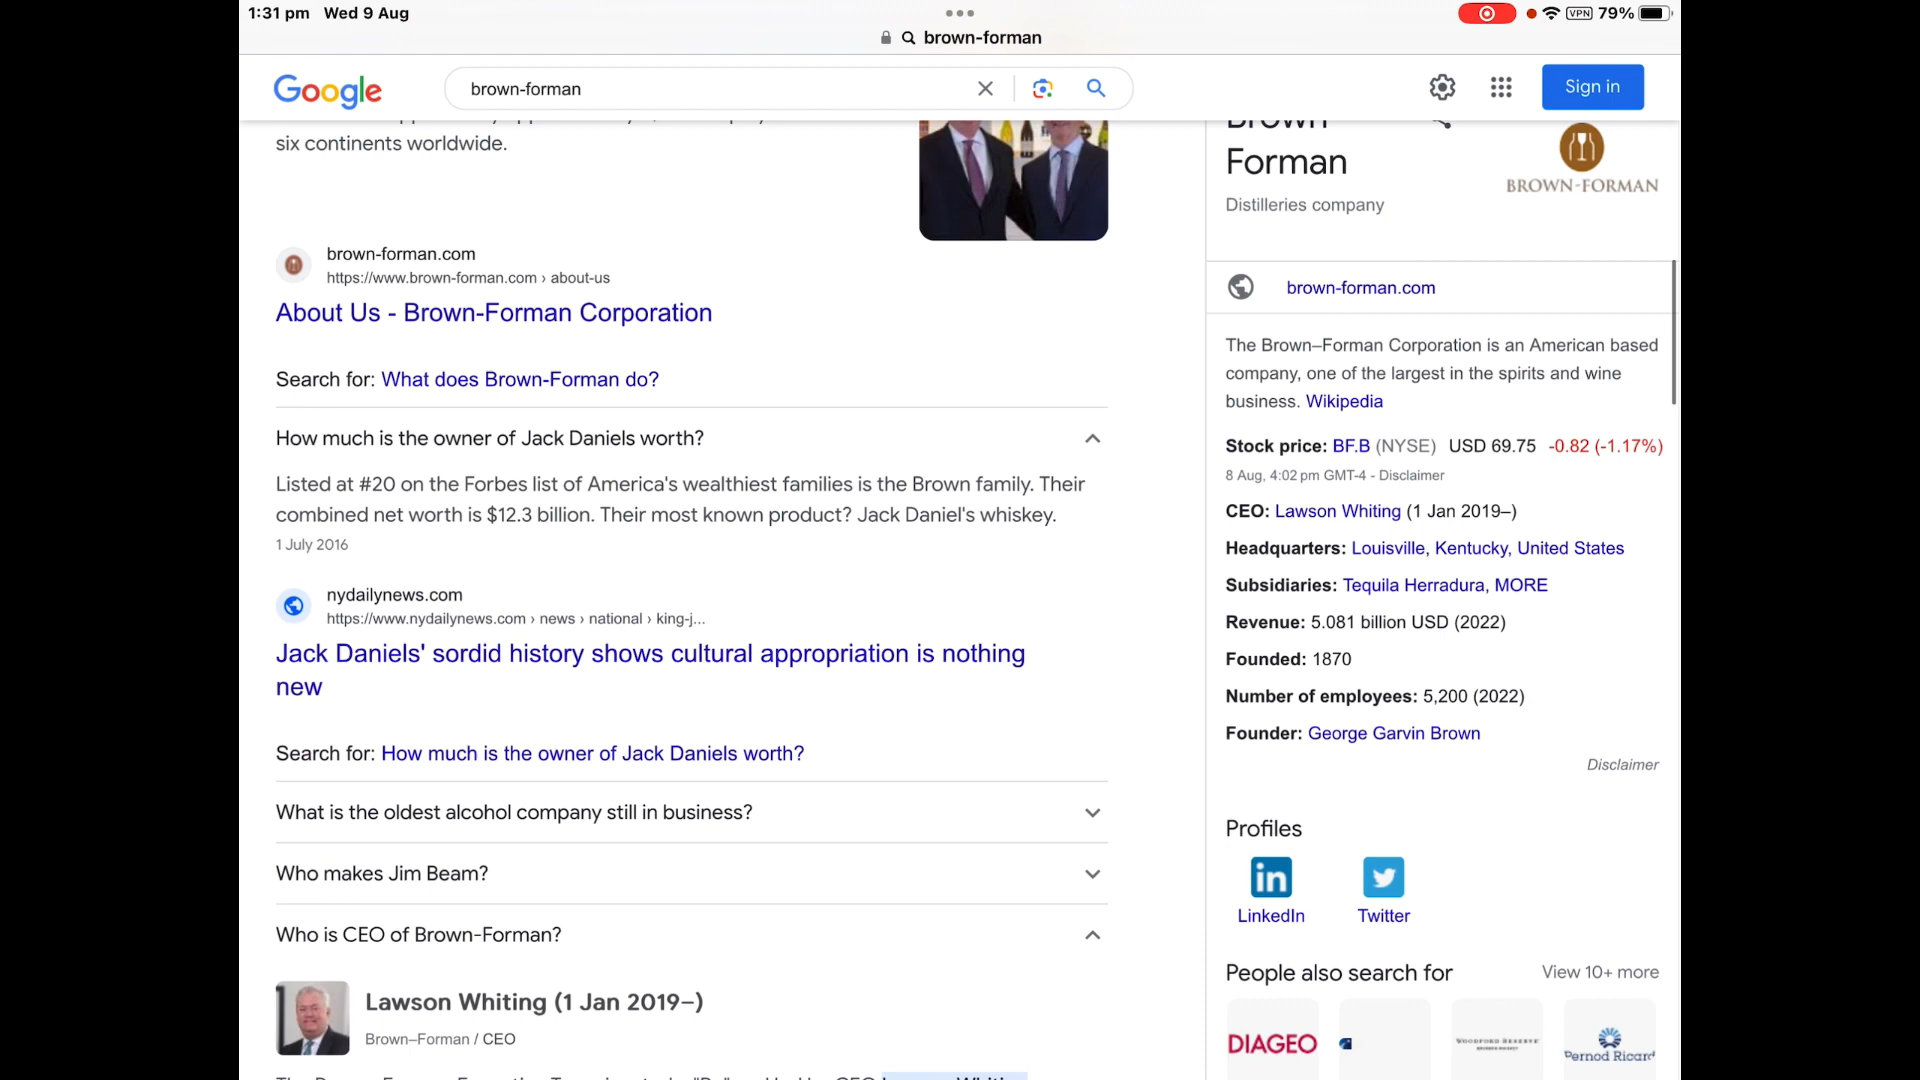 1:31 pm Wed 9 Aug
VPN 79%
brown-forman
Google
brown-forman
Sign in
six continents worldwide.
brown-forman.com
https://www.brown-forman.com › about-us
About Us - Brown-Forman Corporation
Search for: What does Brown-Forman do?
How much is the owner of Jack Daniels worth?
Listed at #20 on the Forbes list of America's wealthiest families is the Brown family. Their
combined net worth is $12.3 billion. Their most known product? Jack Daniel's whiskey.
1 July 2016
nydailynews.com
https://www.nydailynews.com › news › national › king-j...
Jack Daniels' sordid history shows cultural appropriation is nothing
new
Search for: How much is the owner of Jack Daniels worth?
What is the oldest alcohol company still in business?
Who makes Jim Beam?
Who is CEO of Brown-Forman?
Lawson Whiting (1 Jan 2019–)
Brown–Forman / CEO
Brown
Forman
Distilleries company
BROWN-FORMAN
brown-forman.com
The Brown–Forman Corporation is an American based
company, one of the largest in the spirits and wine
business. Wikipedia
Stock price: BF.B (NYSE) USD 69.75 -0.82 (-1.17%)
8 Aug, 4:02 pm GMT-4 - Disclaimer
CEO: Lawson Whiting (1 Jan 2019–)
Headquarters: Louisville, Kentucky, United States
Subsidiaries: Tequila Herradura, MORE
Revenue: 5.081 billion USD (2022)
Founded: 1870
Number of employees: 5,200 (2022)
Founder: George Garvin Brown
Disclaimer
Profiles
LinkedIn
Twitter
People also search for
View 10+ more
DIAGEO
WOODFORD RESERVE
Pernod Ricard